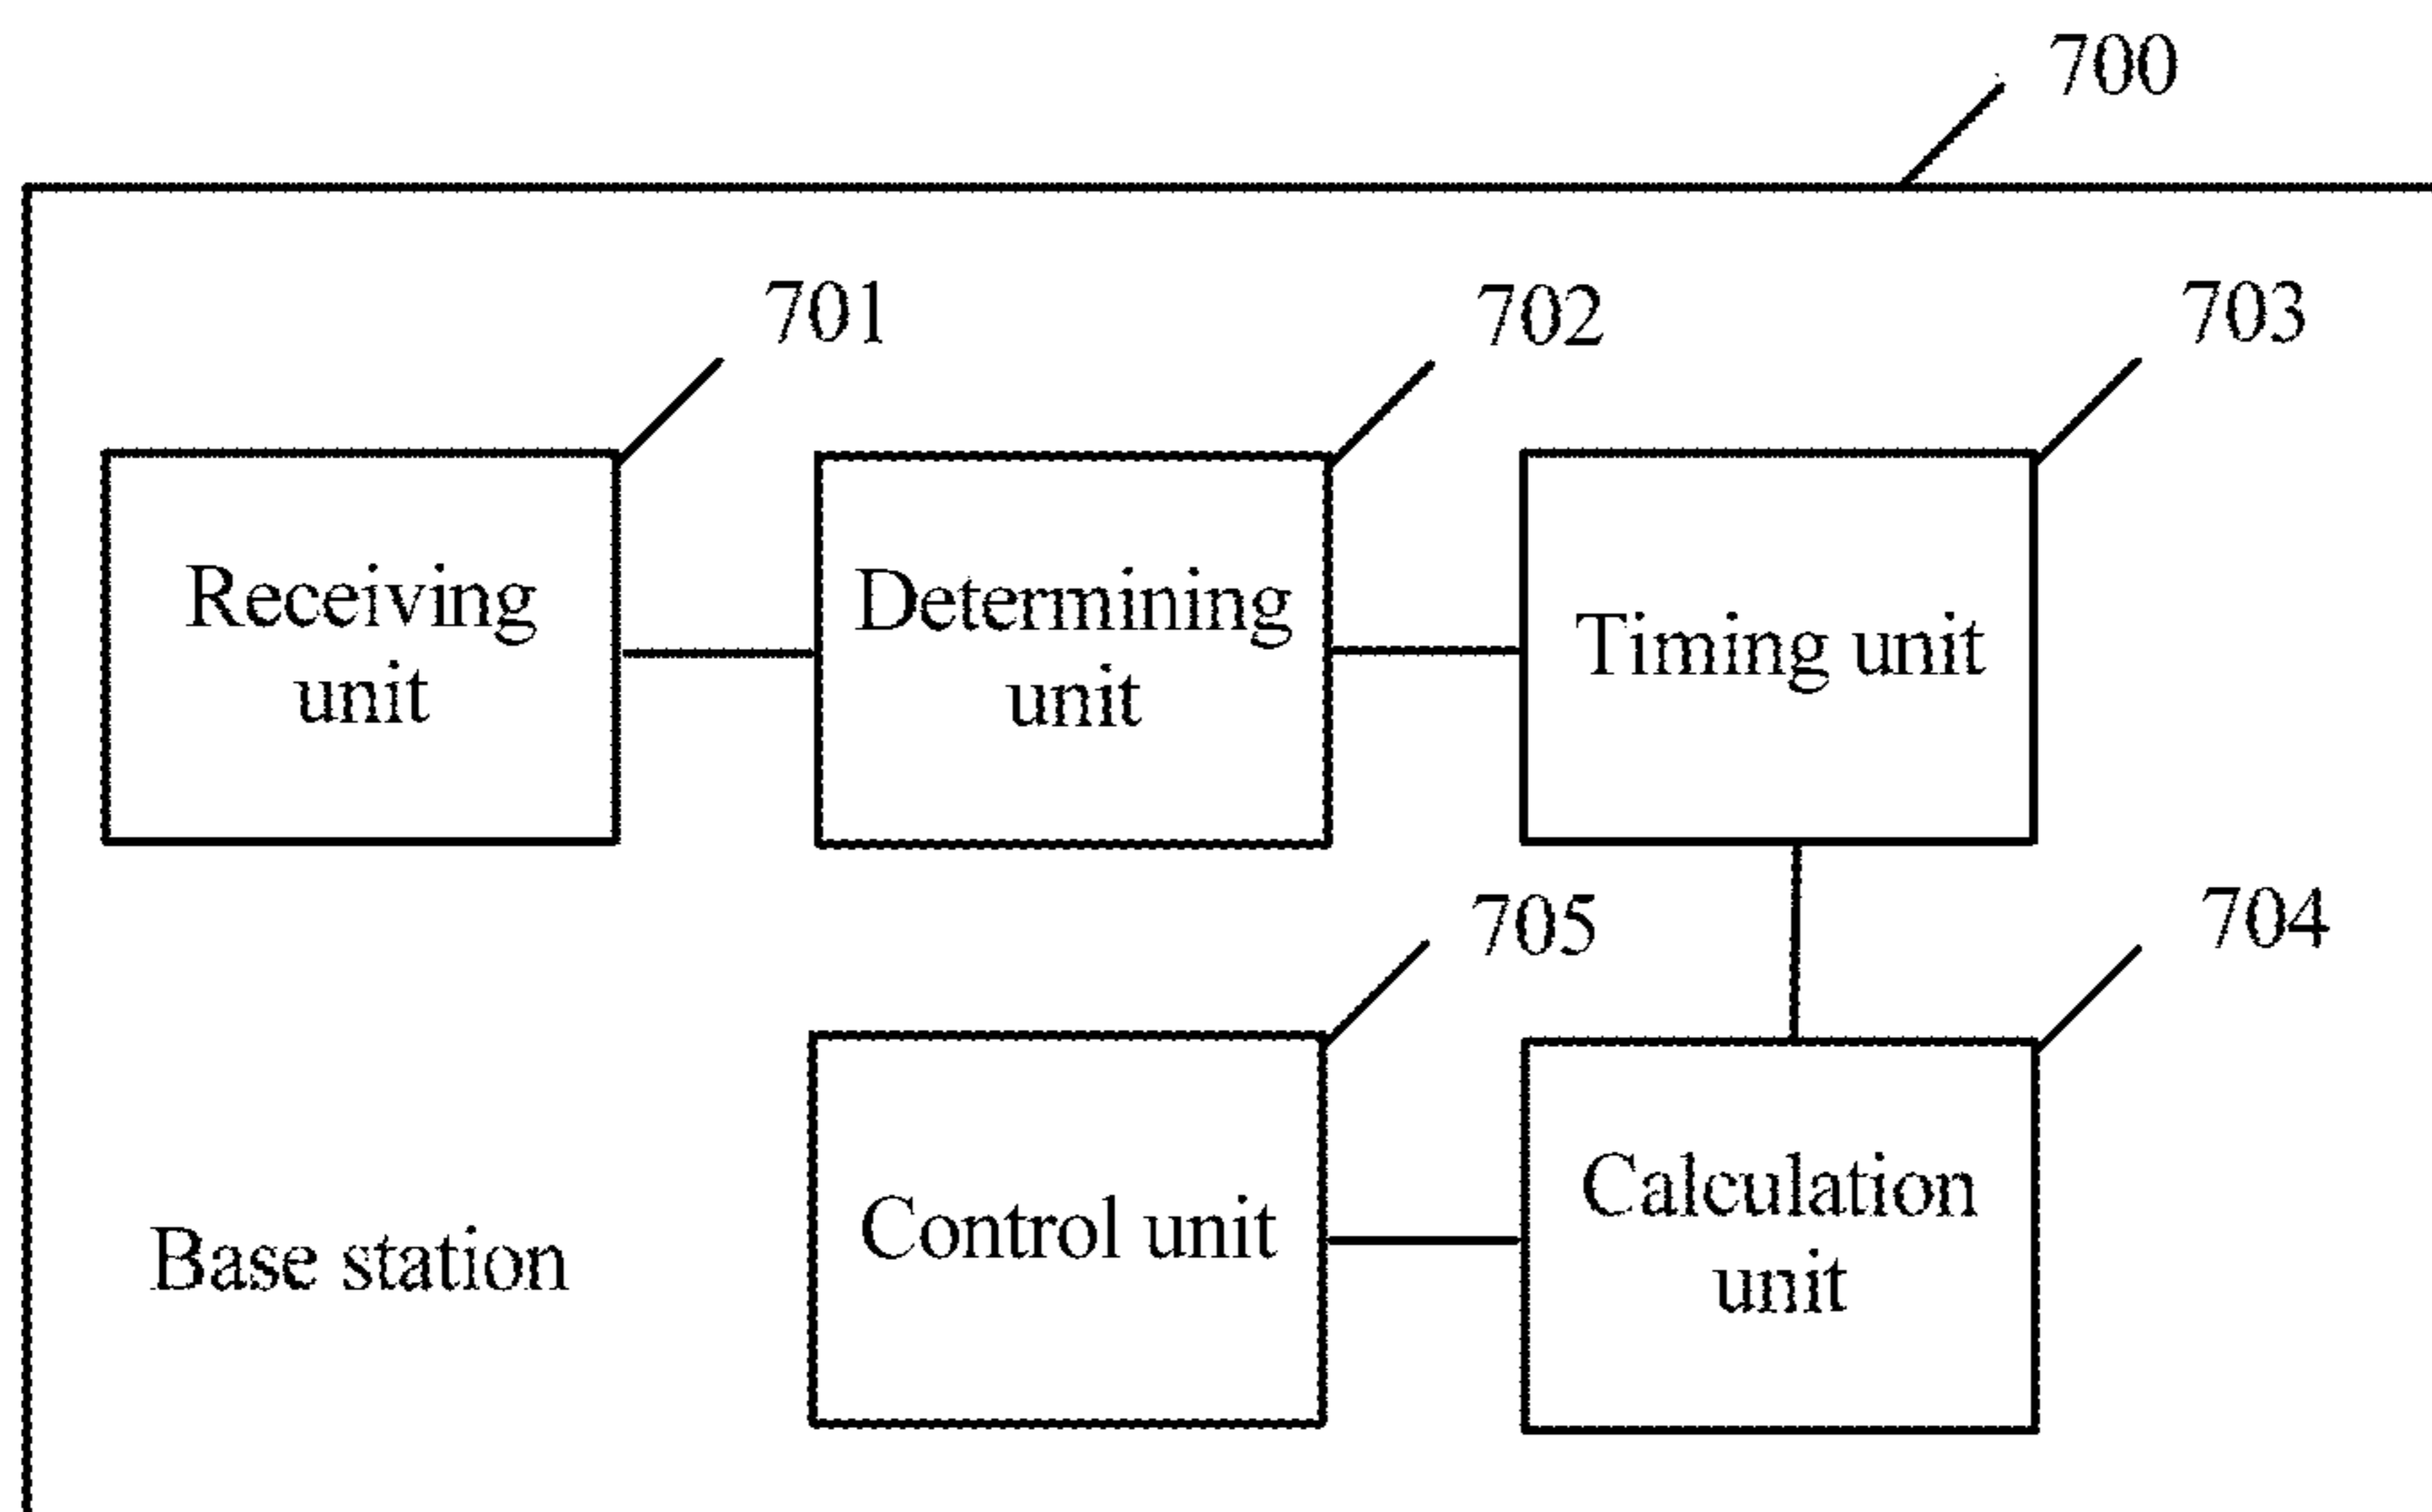 700
701
702
703
Receiving
unit
Determining
unit
Timing unit
705
704
Control unit
Calculation
unit
Base station